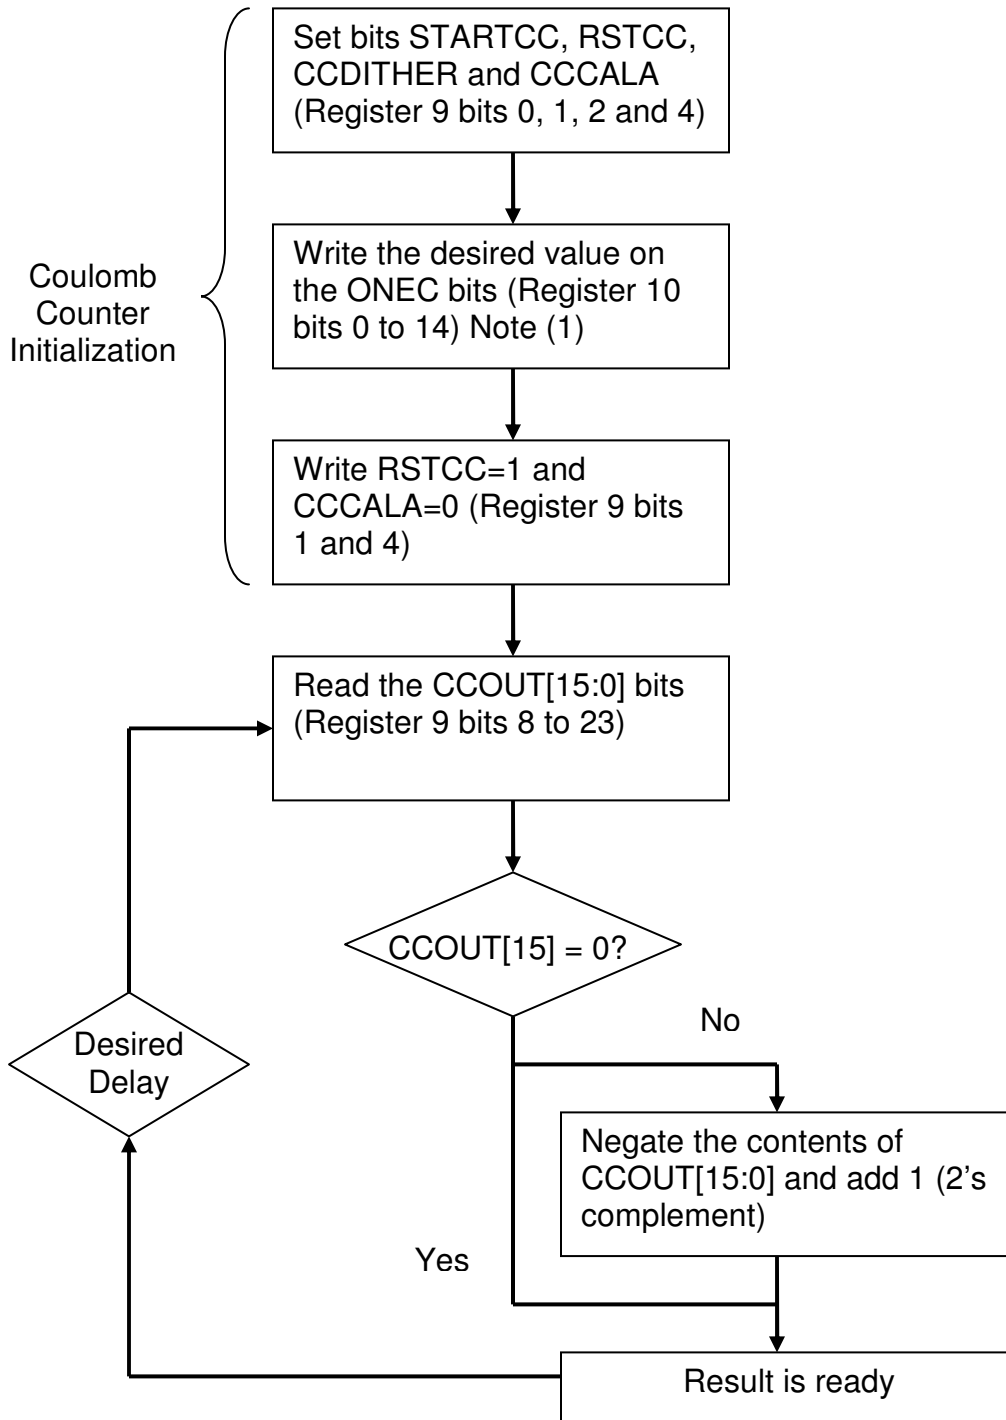 Set bits STARTCC, RSTCC,
CCDITHER and CCCALA
(Register 9 bits 0, 1, 2 and 4)
Coulomb
Counter
Initialization
Write the desired value on
the ONEC bits (Register 10
bits 0 to 14) Note (1)
Write RSTCC=1 and
CCCALA=0 (Register 9 bits
1 and 4)
Read the CCOUT[15:0] bits
(Register 9 bits 8 to 23)
CCOUT[15] = 0?
No
Desired
Delay
Negate the contents of
CCOUT[15:0] and add 1 (2's
complement)
Yes
Result is ready